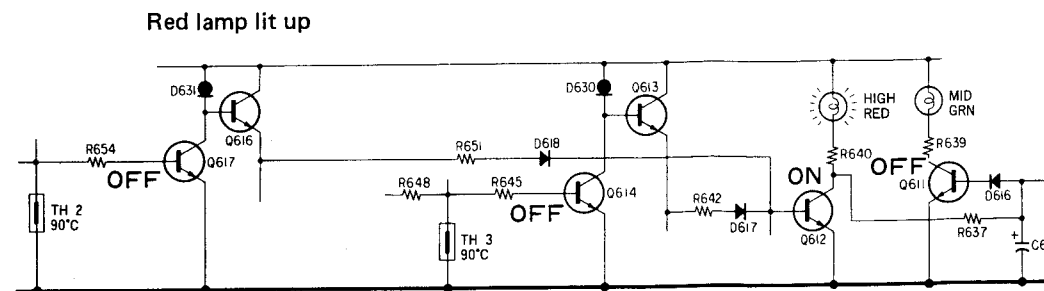 Red lamp lit up
D631
Q616
R654
OFF
Q617
TH 2
90°C
R651
D618
R648
R645
OFF
Q614
TH 3
90°C
D630
Q613
R642
D617
ON
Q612
HIGH
RED
R640
MID
GRN
R639
OFF
Q611
D616
R637
+
C6